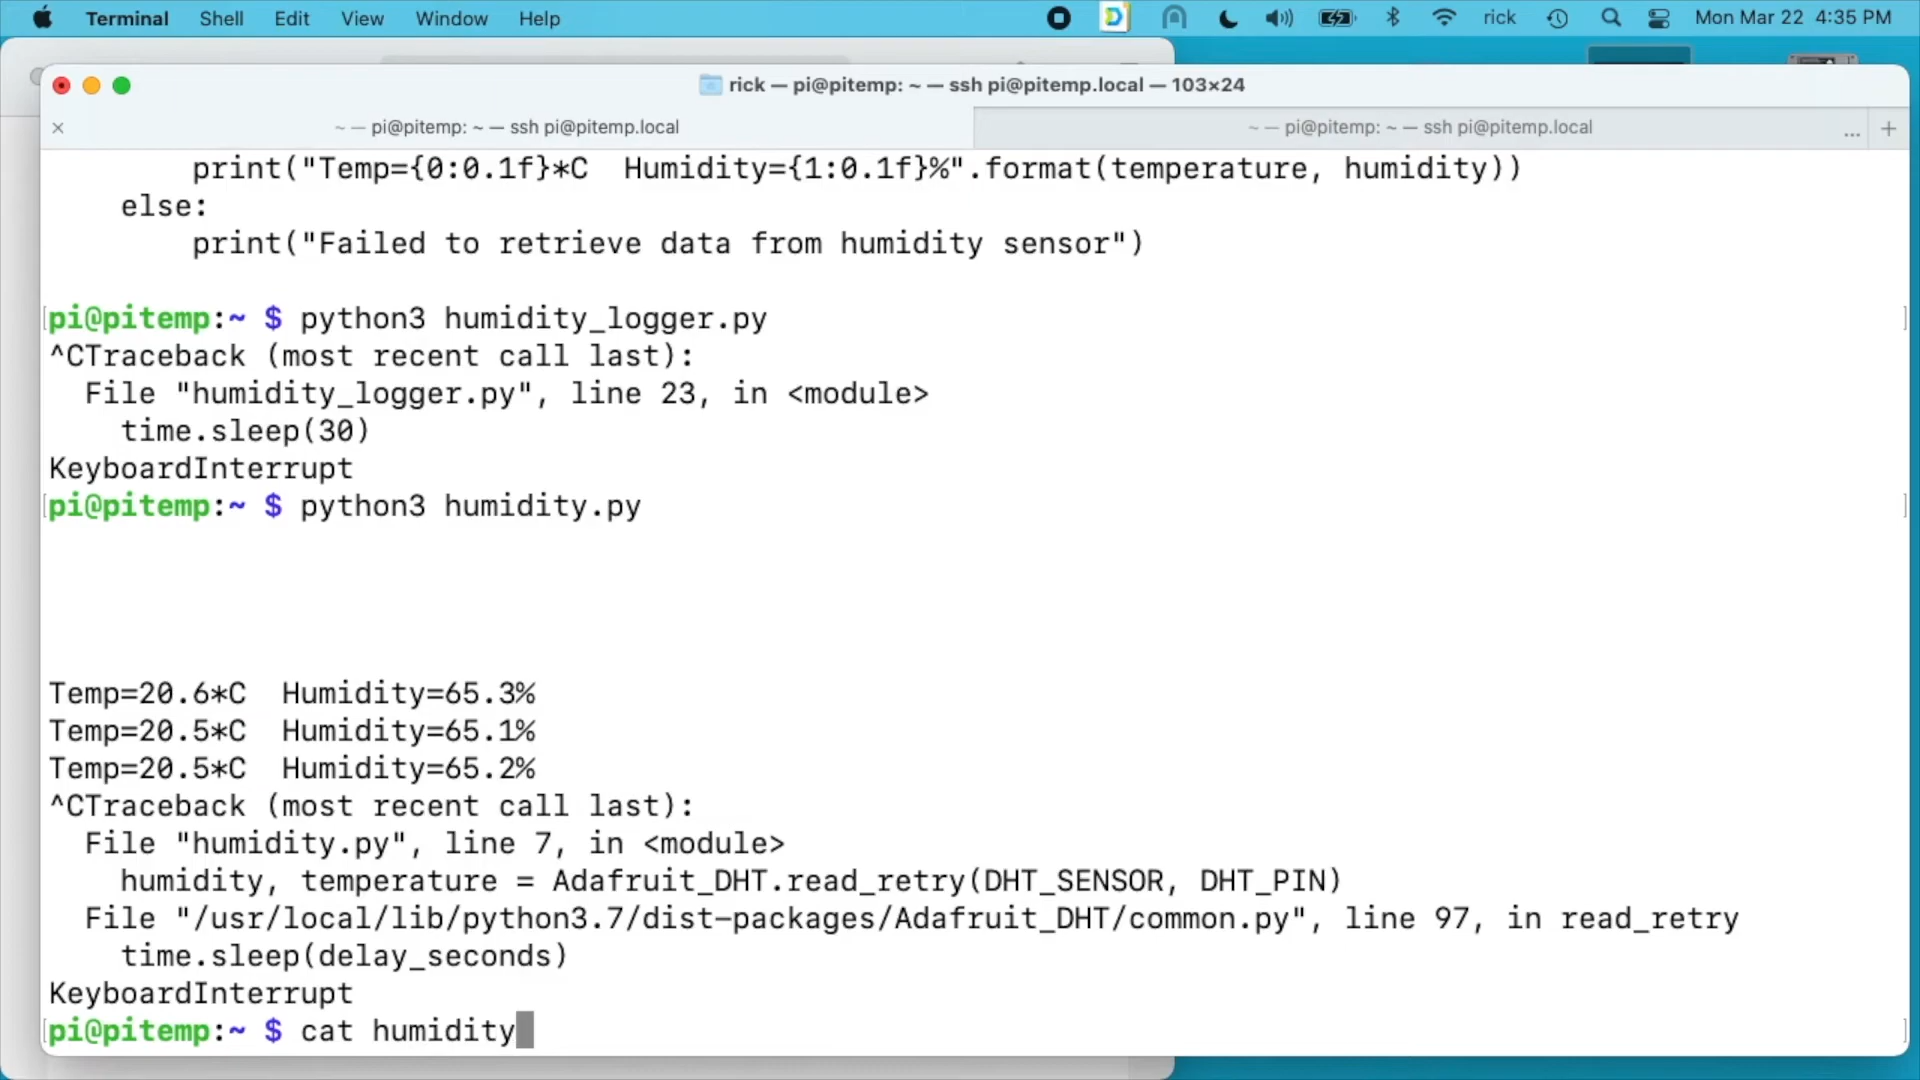 Terminal Shell Edit View Window Help rick Mon Mar 22 4:35 PM
rick — pi@pitemp: ~ — ssh pi@pitemp.local — 103×24
~ — pi@pitemp: ~ — ssh pi@pitemp.local ~ — pi@pitemp: ~ — ssh pi@pitemp.local ...
print("Temp={0:0.1f}*C  Humidity={1:0.1f}%".format(temperature, humidity))
else:
print("Failed to retrieve data from humidity sensor")
pi@pitemp:~ $ python3 humidity_logger.py
^CTraceback (most recent call last):
File "humidity_logger.py", line 23, in <module>
time.sleep(30)
KeyboardInterrupt
pi@pitemp:~ $ python3 humidity.py
Temp=20.6*C  Humidity=65.3%
Temp=20.5*C  Humidity=65.1%
Temp=20.5*C  Humidity=65.2%
^CTraceback (most recent call last):
File "humidity.py", line 7, in <module>
humidity, temperature = Adafruit_DHT.read_retry(DHT_SENSOR, DHT_PIN)
File "/usr/local/lib/python3.7/dist-packages/Adafruit_DHT/common.py", line 97, in read_retry
time.sleep(delay_seconds)
KeyboardInterrupt
pi@pitemp:~ $ cat humidity